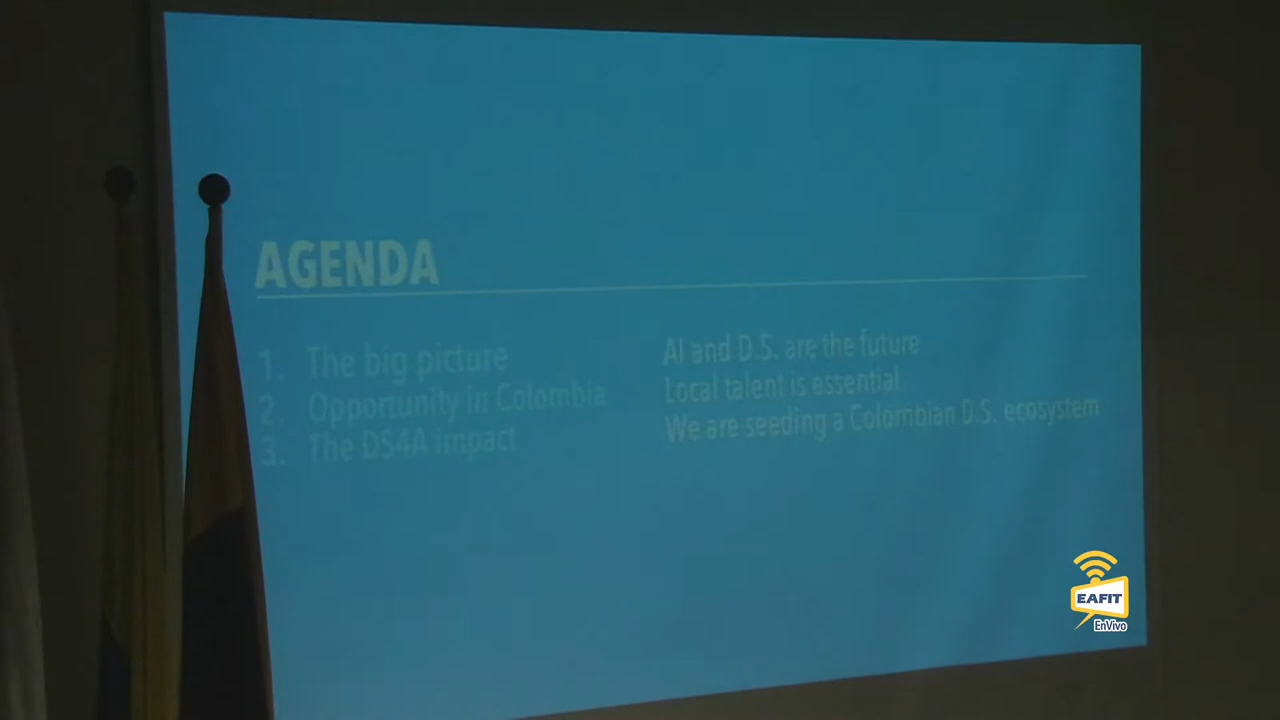 AGENDA
1. The big picture
2. Opportunity in Colombia
3. The DS4A impact
AI and D.S. are the future
Local talent is essential
We are seeding a Colombian D.S. ecosystem
EAFIT
EnVivo